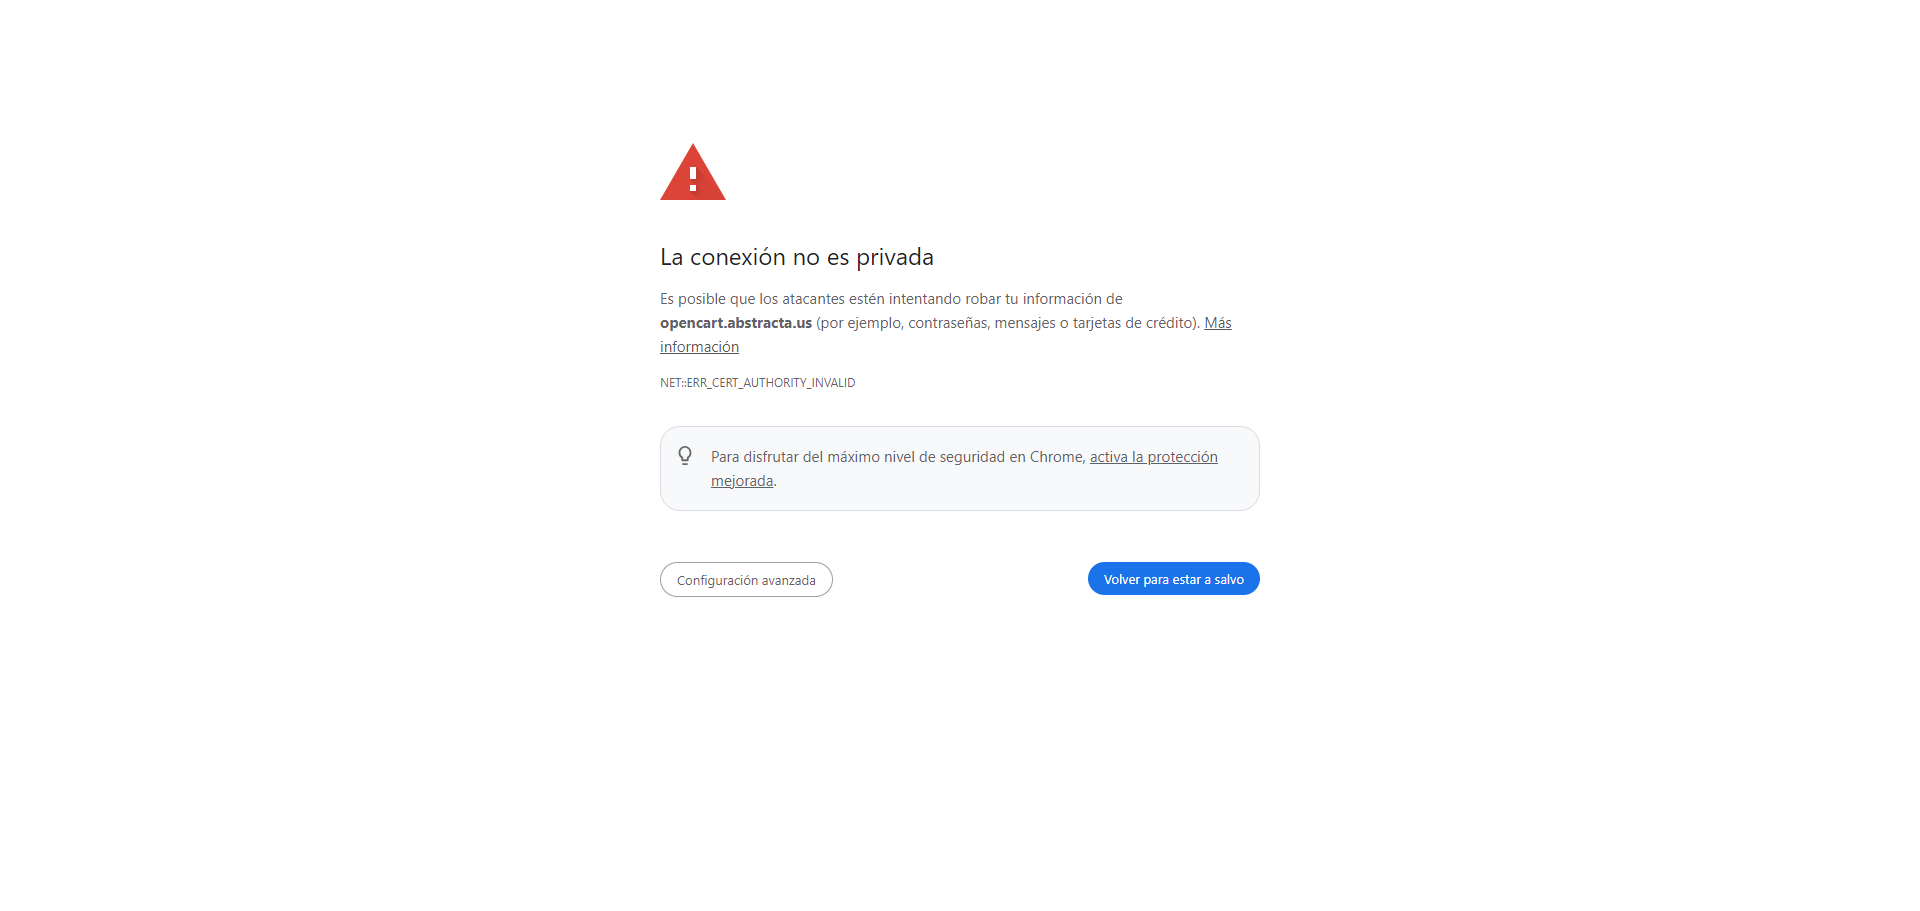 La conexión no es privada
Es posible que los atacantes estén intentando robar tu información de
opencart.abstracta.us (por ejemplo, contraseñas, mensajes o tarjetas de crédito). Más
información
NET::ERR_CERT_AUTHORITY_INVALID
Para disfrutar del máximo nivel de seguridad en Chrome, activa la protección
mejorada.
Configuración avanzada
Volver para estar a salvo